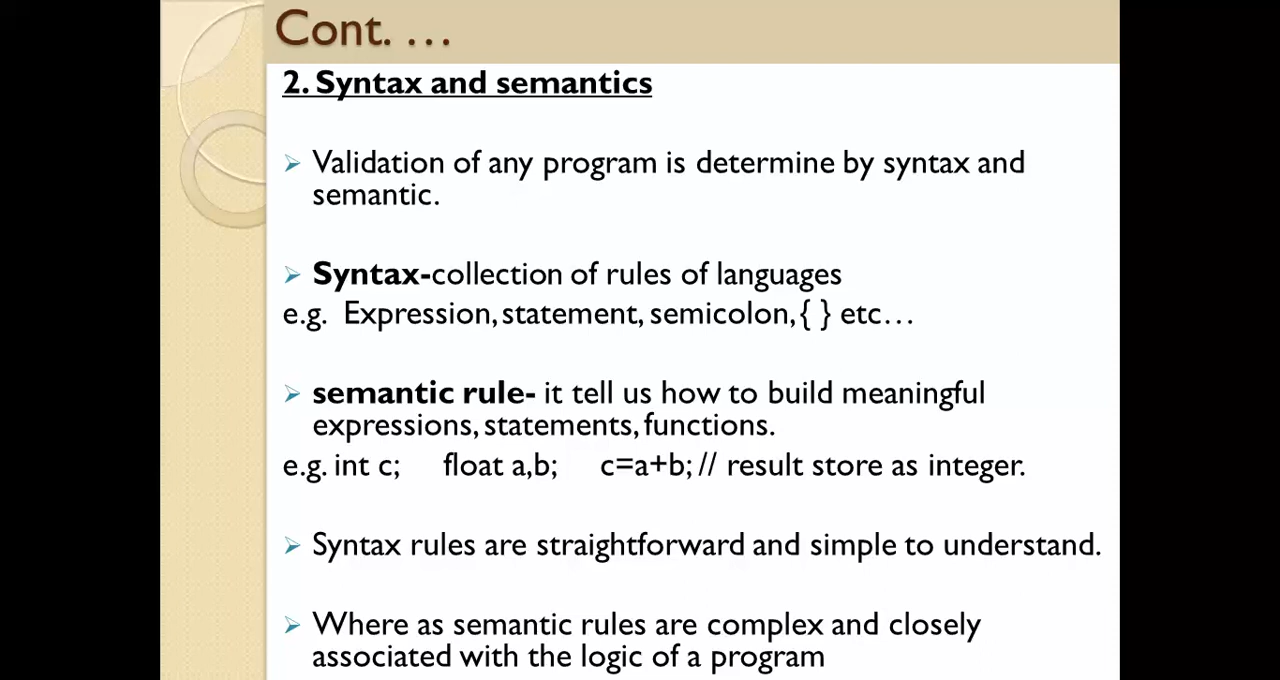 Cont. …
2. Syntax and semantics
➢ Validation of any program is determine by syntax and
semantic.
➢ Syntax-collection of rules of languages
e.g. Expression, statement, semicolon, { } etc…
➢ semantic rule- it tell us how to build meaningful
expressions, statements, functions.
e.g. int c; float a,b; c=a+b; // result store as integer.
➢ Syntax rules are straightforward and simple to understand.
➢ Where as semantic rules are complex and closely
associated with the logic of a program